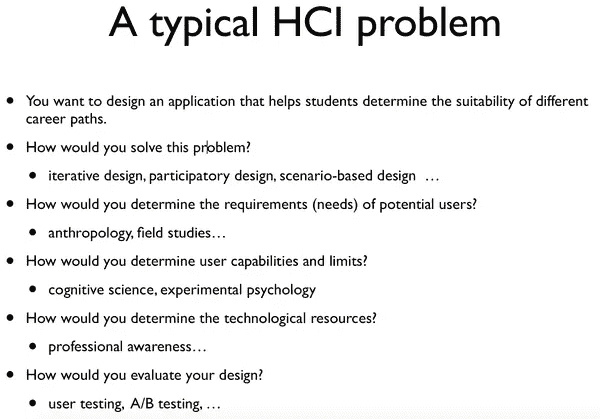 A typical HCI problem
• You want to design an application that helps students determine the suitability of different
career paths.
• How would you solve this problem?
• iterative design, participatory design, scenario-based design …
• How would you determine the requirements (needs) of potential users?
• anthropology, field studies…
• How would you determine user capabilities and limits?
• cognitive science, experimental psychology
• How would you determine the technological resources?
• professional awareness…
• How would you evaluate your design?
• user testing, A/B testing, …